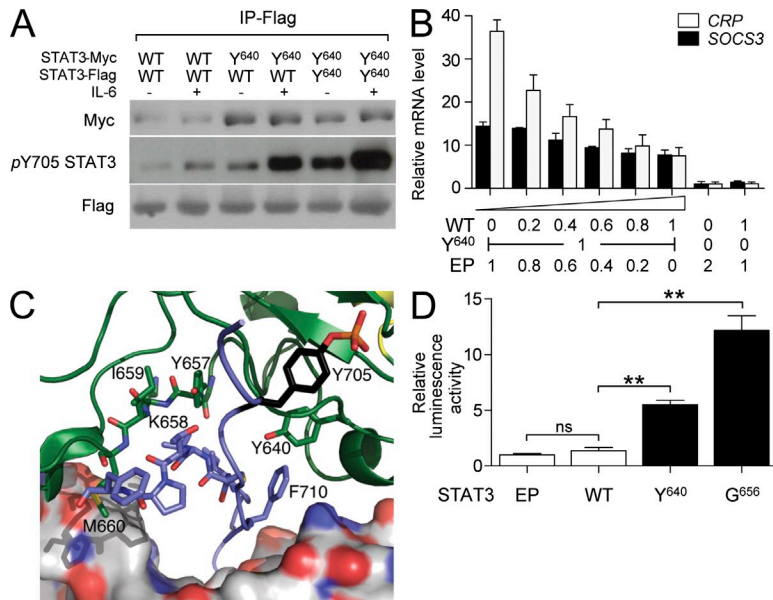 A
IP-Flag
STAT3-Myc WT WT Y640 Y640 Y640 Y640
STAT3-Flag WT WT WT WT Y640 Y640
IL-6 - + - + - +
Myc
pY705 STAT3
Flag
B
CRP
SOCS3
Relative mRNA level
40
30
20
10
0
WT 0 0.2 0.4 0.6 0.8 1 0 1
Y640 1 0 0
EP 1 0.8 0.6 0.4 0.2 0 2 1
C
I659
Y657
Y705
K658
Y640
F710
M660
D
Relative luminescence activity
15
10
5
0
**
**
ns
STAT3 EP WT Y640 G656